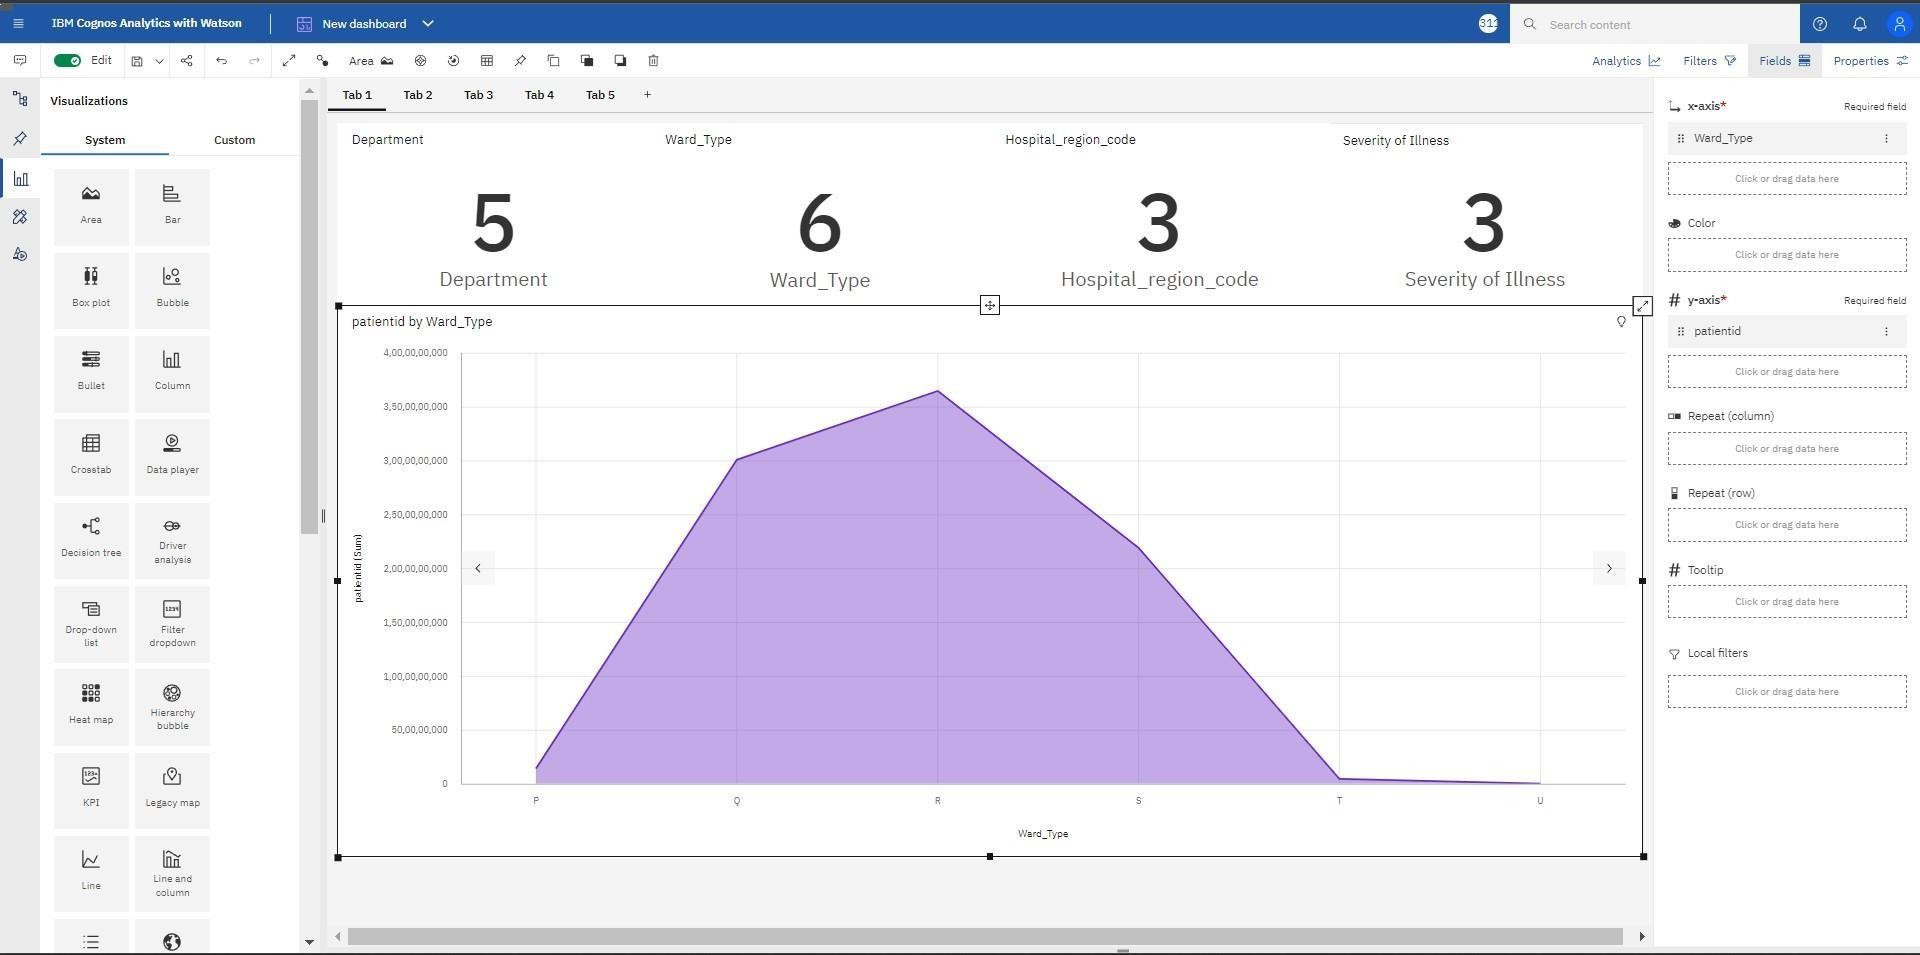 IBM Cognos Analytics with Watson
New dashboard
311
Search content
Edit
Area
Analytics
Filters
Fields
Properties
Visualizations
System
Custom
Area
Bar
Box plot
Bubble
Bullet
Column
Crosstab
Data player
Decision tree
Driver
analysis
Drop-down
list
1234
Filter
dropdown
Heat map
Hierarchy
bubble
KPI
Legacy map
Line
Line and
column
Tab 1
Tab 2
Tab 3
Tab 4
Tab 5
+
Department
Ward_Type
Hospital_region_code
Severity of Illness
5
6
3
3
Department
Ward_Type
Hospital_region_code
Severity of Illness
patientid by Ward_Type
patientid (Sum)
4,00,00,00,000
3,50,00,00,000
3,00,00,00,000
2,50,00,00,000
2,00,00,00,000
1,50,00,00,000
1,00,00,00,000
50,00,00,000
0
P
Q
R
S
T
U
Ward_Type
x-axis*
Required field
Ward_Type
Click or drag data here
Color
Click or drag data here
# y-axis*
Required field
patientid
Click or drag data here
Repeat (column)
Click or drag data here
Repeat (row)
Click or drag data here
# Tooltip
Click or drag data here
Local filters
Click or drag data here